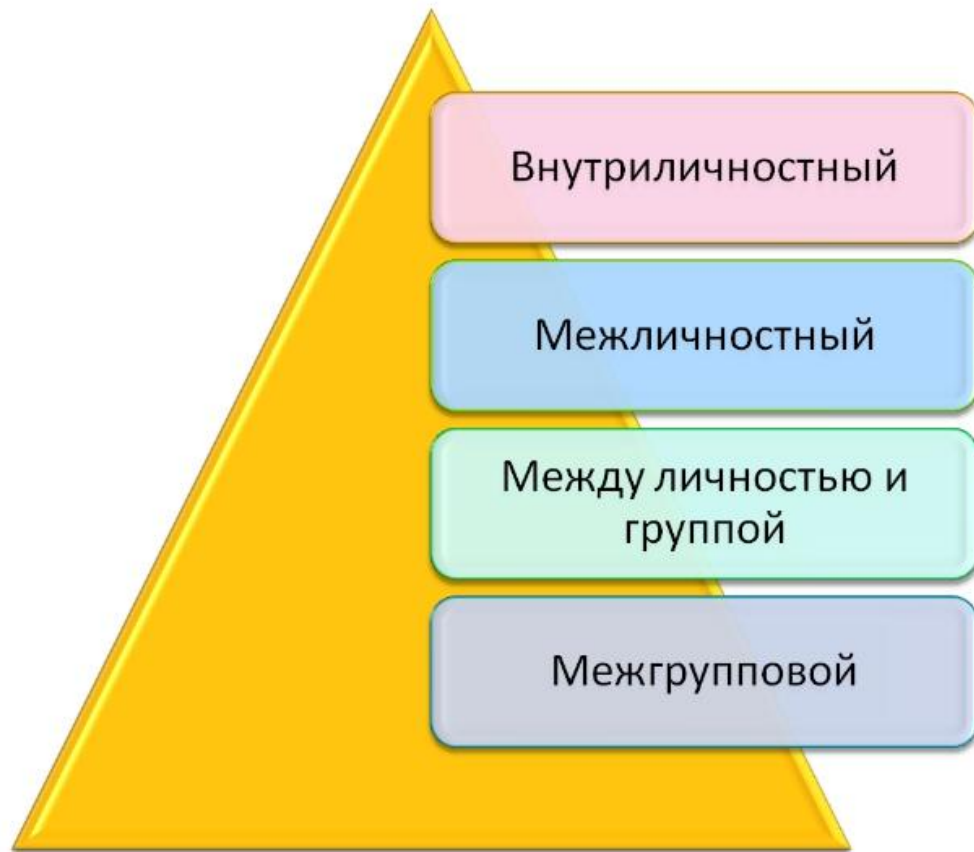 Внутриличностный
Межличностный
Между личностью и
группой
Межгрупповой